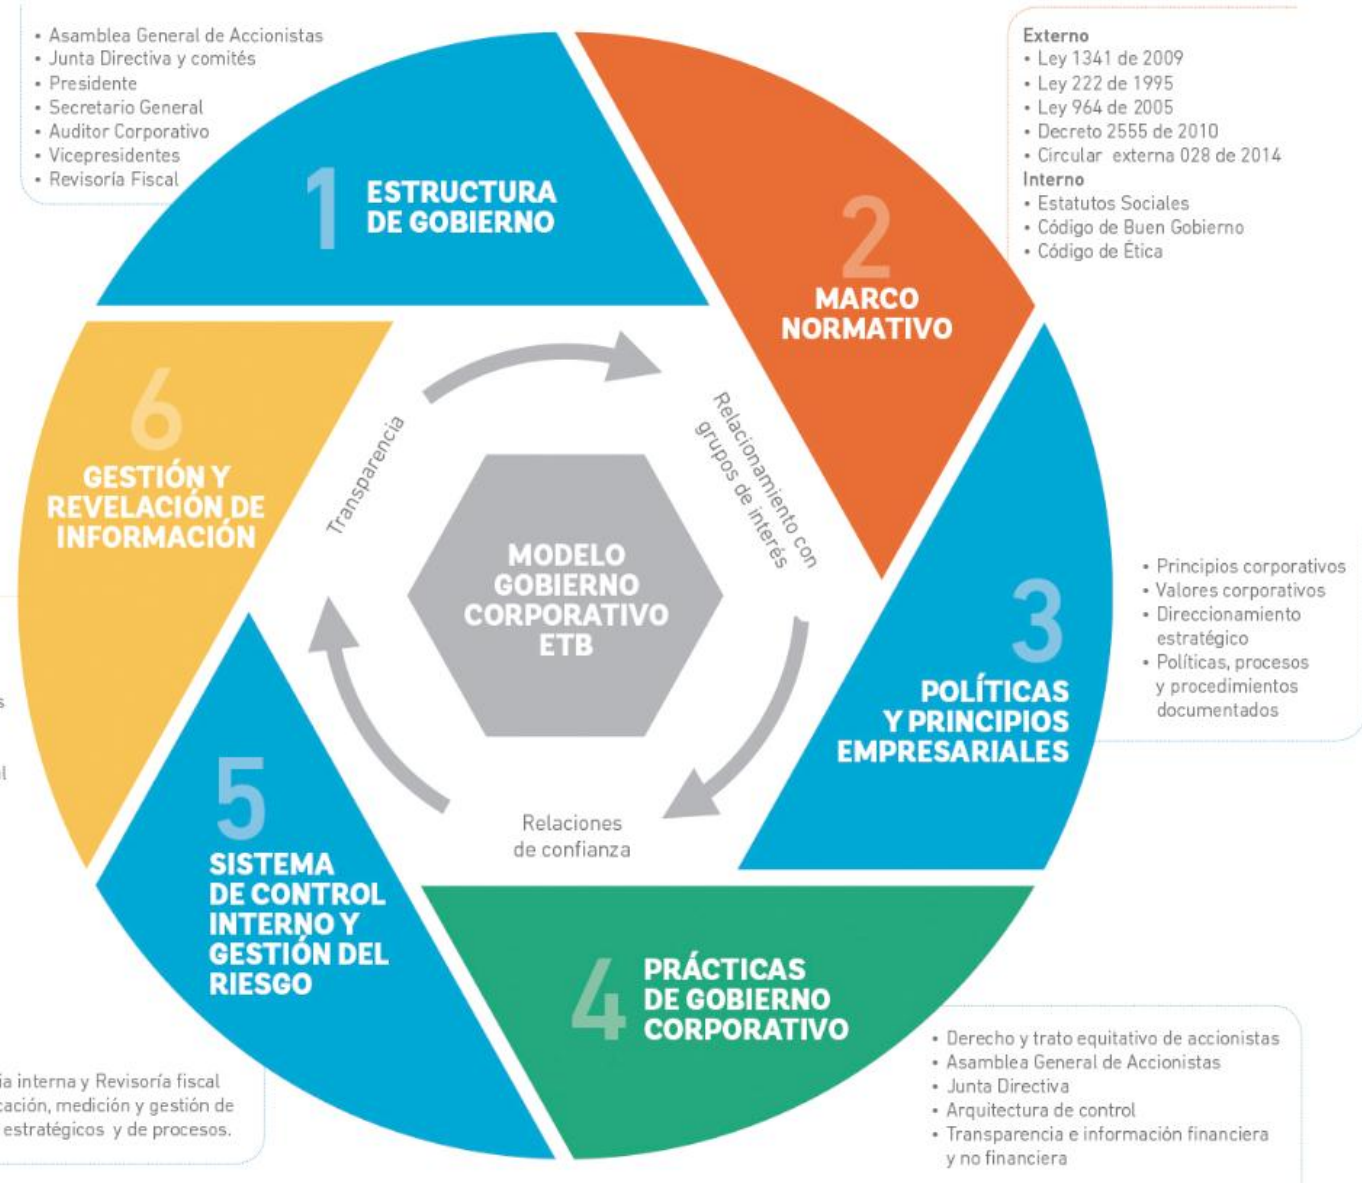 • Asamblea General de Accionistas
• Junta Directiva y comités
• Presidente
• Secretario General
• Auditor Corporativo
• Vicepresidentes
• Revisoría Fiscal
1
ESTRUCTURA
DE GOBIERNO
Externo
• Ley 1341 de 2009
• Ley 222 de 1995
• Ley 964 de 2005
• Decreto 2555 de 2010
• Circular externa 028 de 2014
Interno
• Estatutos Sociales
• Código de Buen Gobierno
• Código de Ética
2
MARCO
NORMATIVO
3
POLÍTICAS
Y PRINCIPIOS
EMPRESARIALES
• Principios corporativos
• Valores corporativos
• Direccionamiento
estratégico
• Políticas, procesos
y procedimientos
documentados
4
PRÁCTICAS
DE GOBIERNO
CORPORATIVO
• Derecho y trato equitativo de accionistas
• Asamblea General de Accionistas
• Junta Directiva
• Arquitectura de control
• Transparencia e información financiera
y no financiera
5
SISTEMA
DE CONTROL
INTERNO Y
GESTIÓN DEL
RIESGO
interna y Revisoría fiscal
medición y gestión de
estratégicos y de procesos.
6
GESTIÓN Y
REVELACIÓN DE
INFORMACIÓN
Transparencia
Relacionamiento con
grupos de interés
Relaciones
de confianza
MODELO
GOBIERNO
CORPORATIVO
ETB